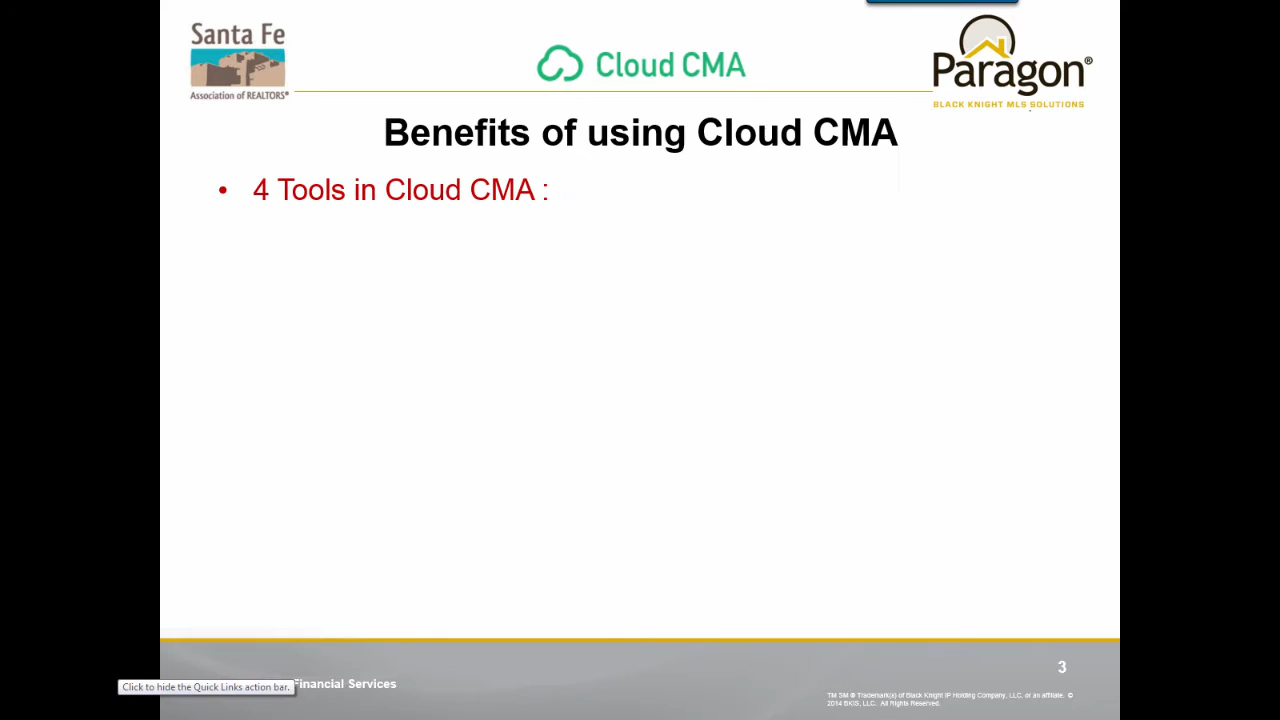 Santa Fe
Association of REALTORS®
Cloud CMA
Paragon®
BLACK KNIGHT MLS SOLUTIONS
Benefits of using Cloud CMA
• 4 Tools in Cloud CMA :
3
Click to hide the Quick Links action bar.
Financial Services
TM SM ® Trademark(s) of Black Knight IP Holding Company, LLC, or an affiliate. ©
2014 BKIS, LLC. All Rights Reserved.